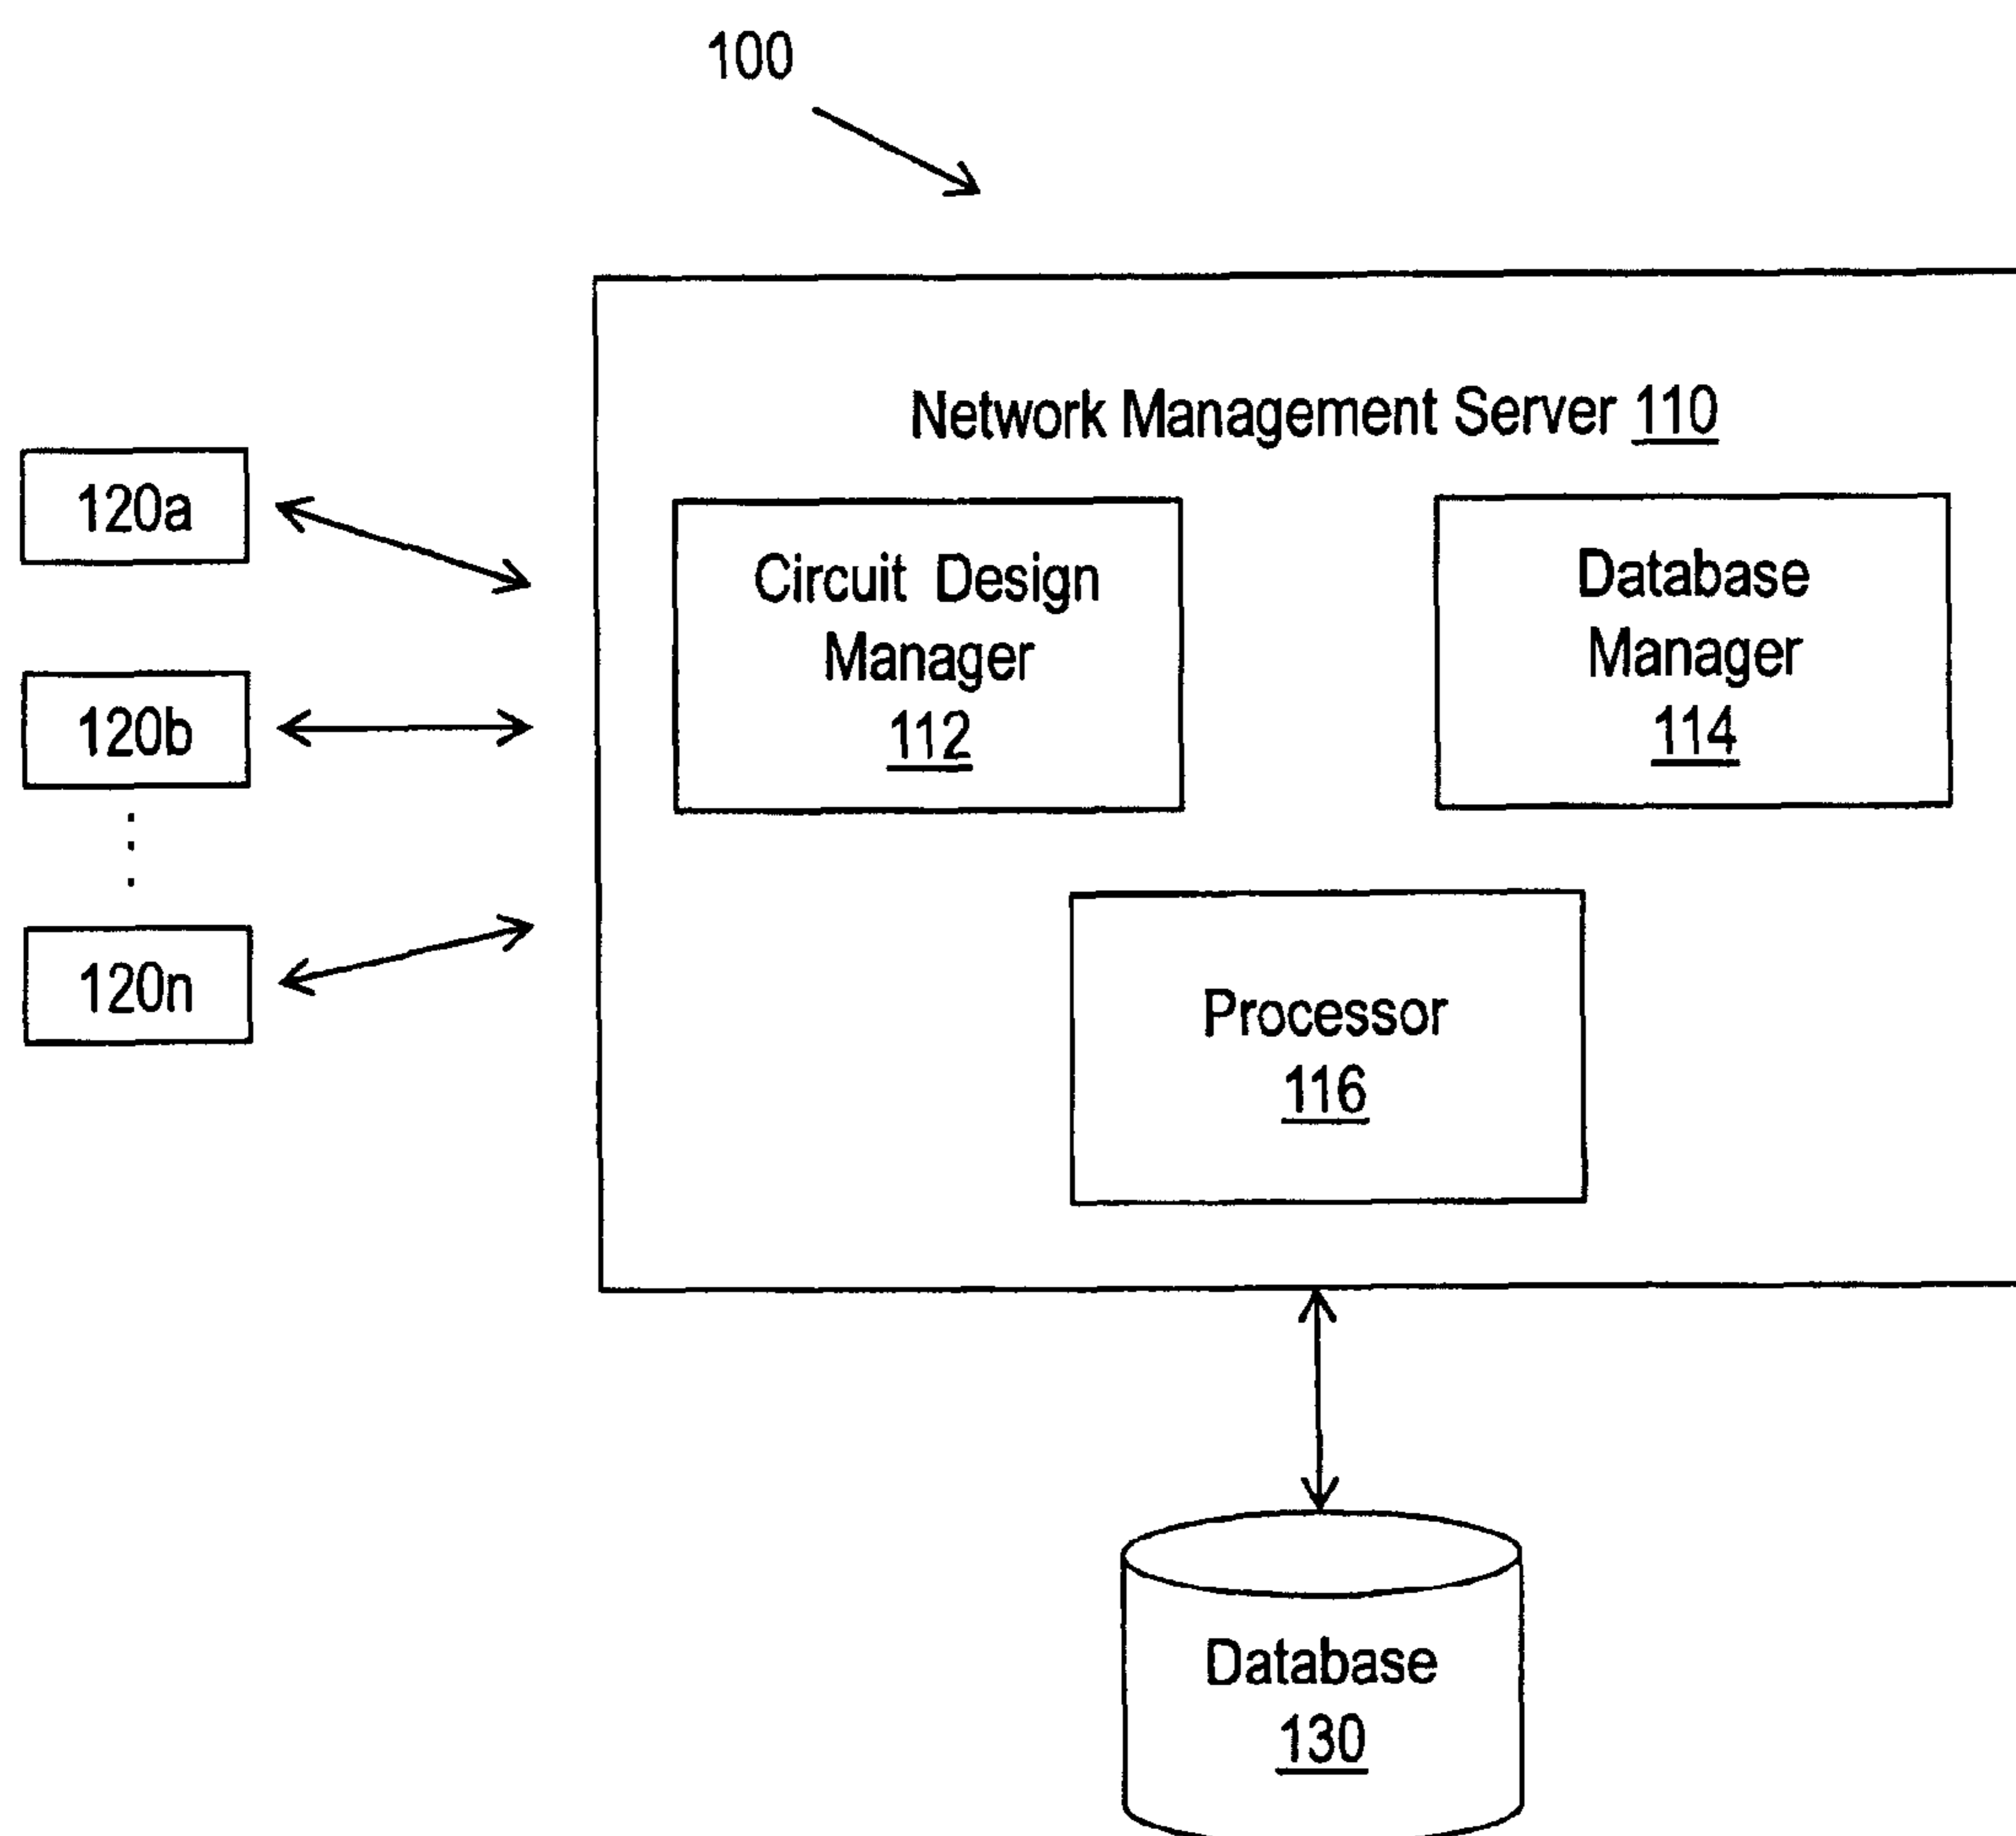 100
Network Management Server 110
120a
Circuit Design
Manager
112
Database
Manager
114
120b
120n
Processor
116
Database
130